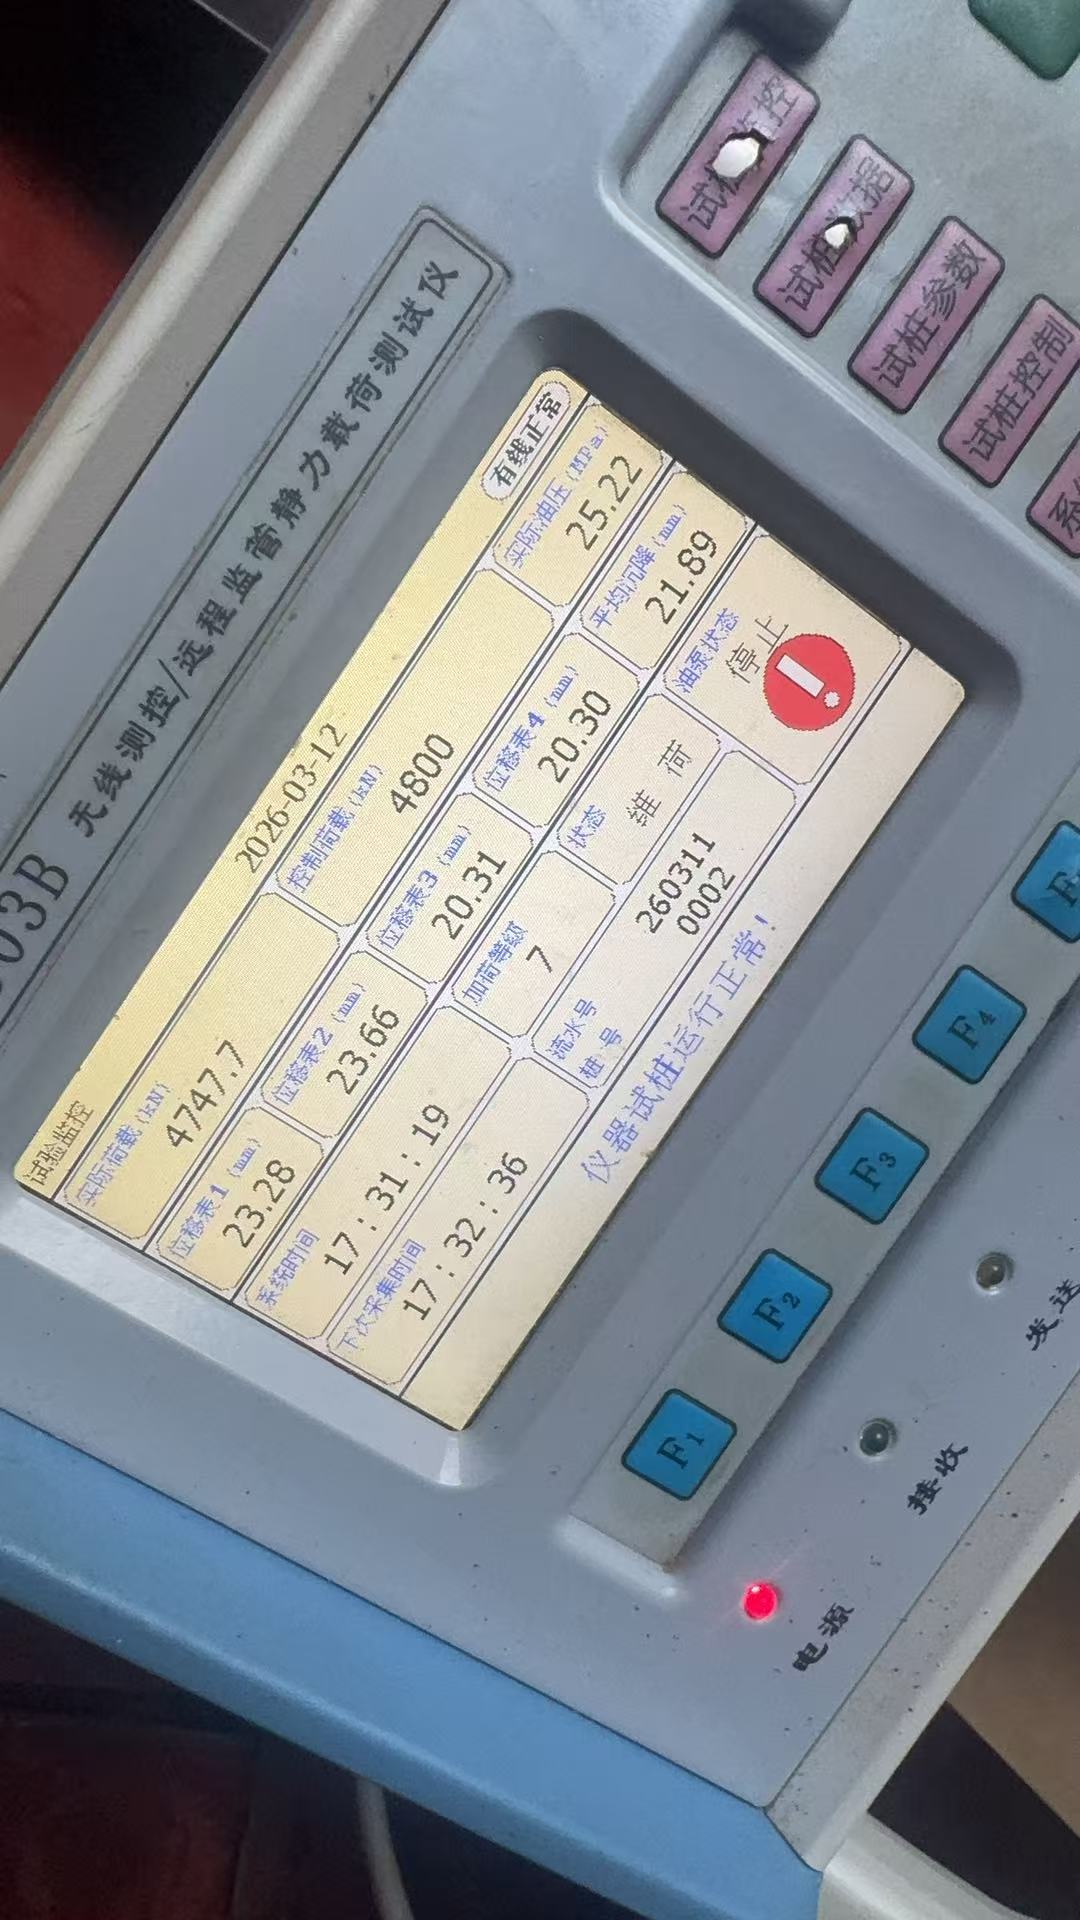 03B 无线测控/远程监管静力载荷测试仪
试验监控
2026-03-12
有线正常
实际荷载(kN)
4747.7
控制荷载(kN)
4800
实际油压(MPa)
25.22
位移表1(mm)
23.28
位移表2(mm)
23.66
位移表3(mm)
20.31
位移表4(mm)
20.30
平均沉降(mm)
21.89
系统时间
17:31:19
加荷等级
7
状态
维 荷
油泵状态
停止
下次采集时间
17:32:36
流水号 260311
桩 号 0002
仪器试桩运行正常!
试桩监控
试桩数据
试桩参数
试桩控制
系
F1
F2
F3
F4
电源
接收
发送